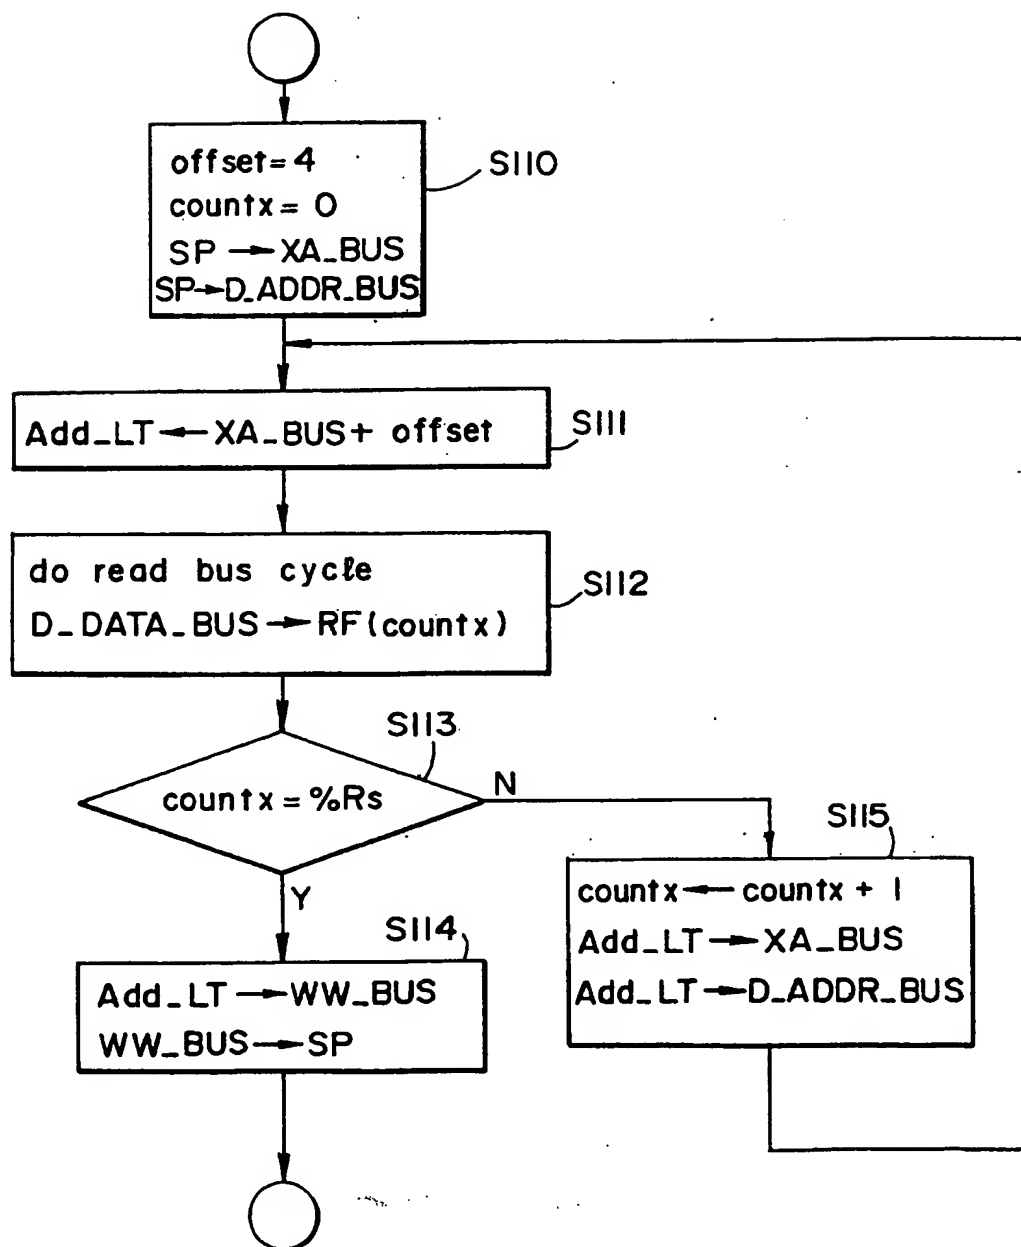 offset=4
countx=0
SP→XA_BUS
SP→D_ADDR_BUS
S110
Add_LT←XA_BUS+ offset
S111
do read bus cycle
D_DATA_BUS→RF(countx)
S112
S113
countx=%Rs
N
Y
S115
countx←countx + 1
Add_LT→XA_BUS
Add_LT→D_ADDR_BUS
S114
Add_LT→WW_BUS
WW_BUS→SP